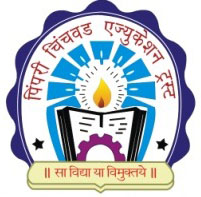 पिंपरी चिंचवड एज्युकेशन ट्रस्ट
॥ सा विद्या या विमुक्तये ॥